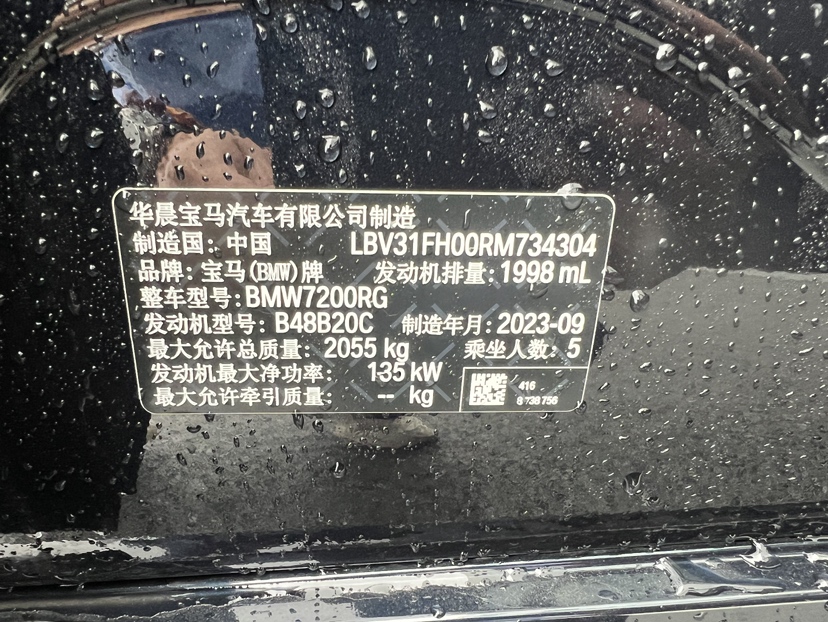 华晨宝马汽车有限公司制造
制造国：中国 LBV31FH00RM734304
品牌：宝马(BMW)牌 发动机排量：1998 mL
整车型号：BMW7200RG
发动机型号：B48B20C 制造年月：2023-09
最大允许总质量：2055 kg 乘坐人数：5
发动机最大净功率：135 kW
最大允许牵引质量：-- kg
416
8 738 756